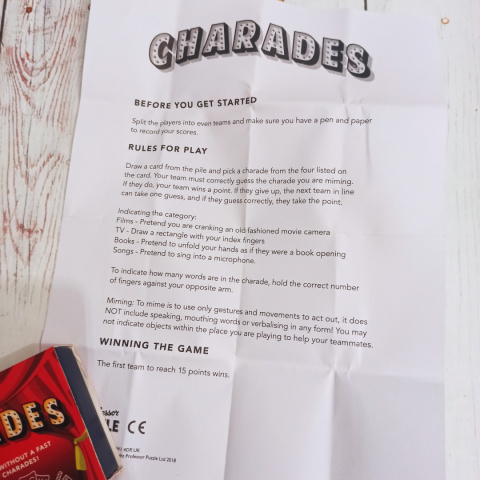 CHARADES
BEFORE YOU GET STARTED
Split the players into even teams and make sure you have a pen and paper
to record your scores.
RULES FOR PLAY
Draw a card from the pile and pick a charade from the four listed on
the card. Your team must correctly guess the charade you are miming.
If they do, your team wins a point. If they give up, the next team in line
can take one guess, and if they guess correctly, they take the point.
Indicating the category:
Films - Pretend you are cranking an old fashioned movie camera
TV - Draw a rectangle with your index fingers
Books - Pretend to unfold your hands as if they were a book opening
Songs - Pretend to sing into a microphone.
To indicate how many words are in the charade, hold the correct number
of fingers against your opposite arm.
Miming: To mime is to use only gestures and movements to act out, it does
NOT include speaking, mouthing words or verbalising in any form! You may
not indicate objects within the place you are playing to help your teammates.
WINNING THE GAME
The first team to reach 15 points wins.
CE
4DR UK
Professor Puzzle Ltd 2018
ADES
WITHOUT A FAST
CHARADES!